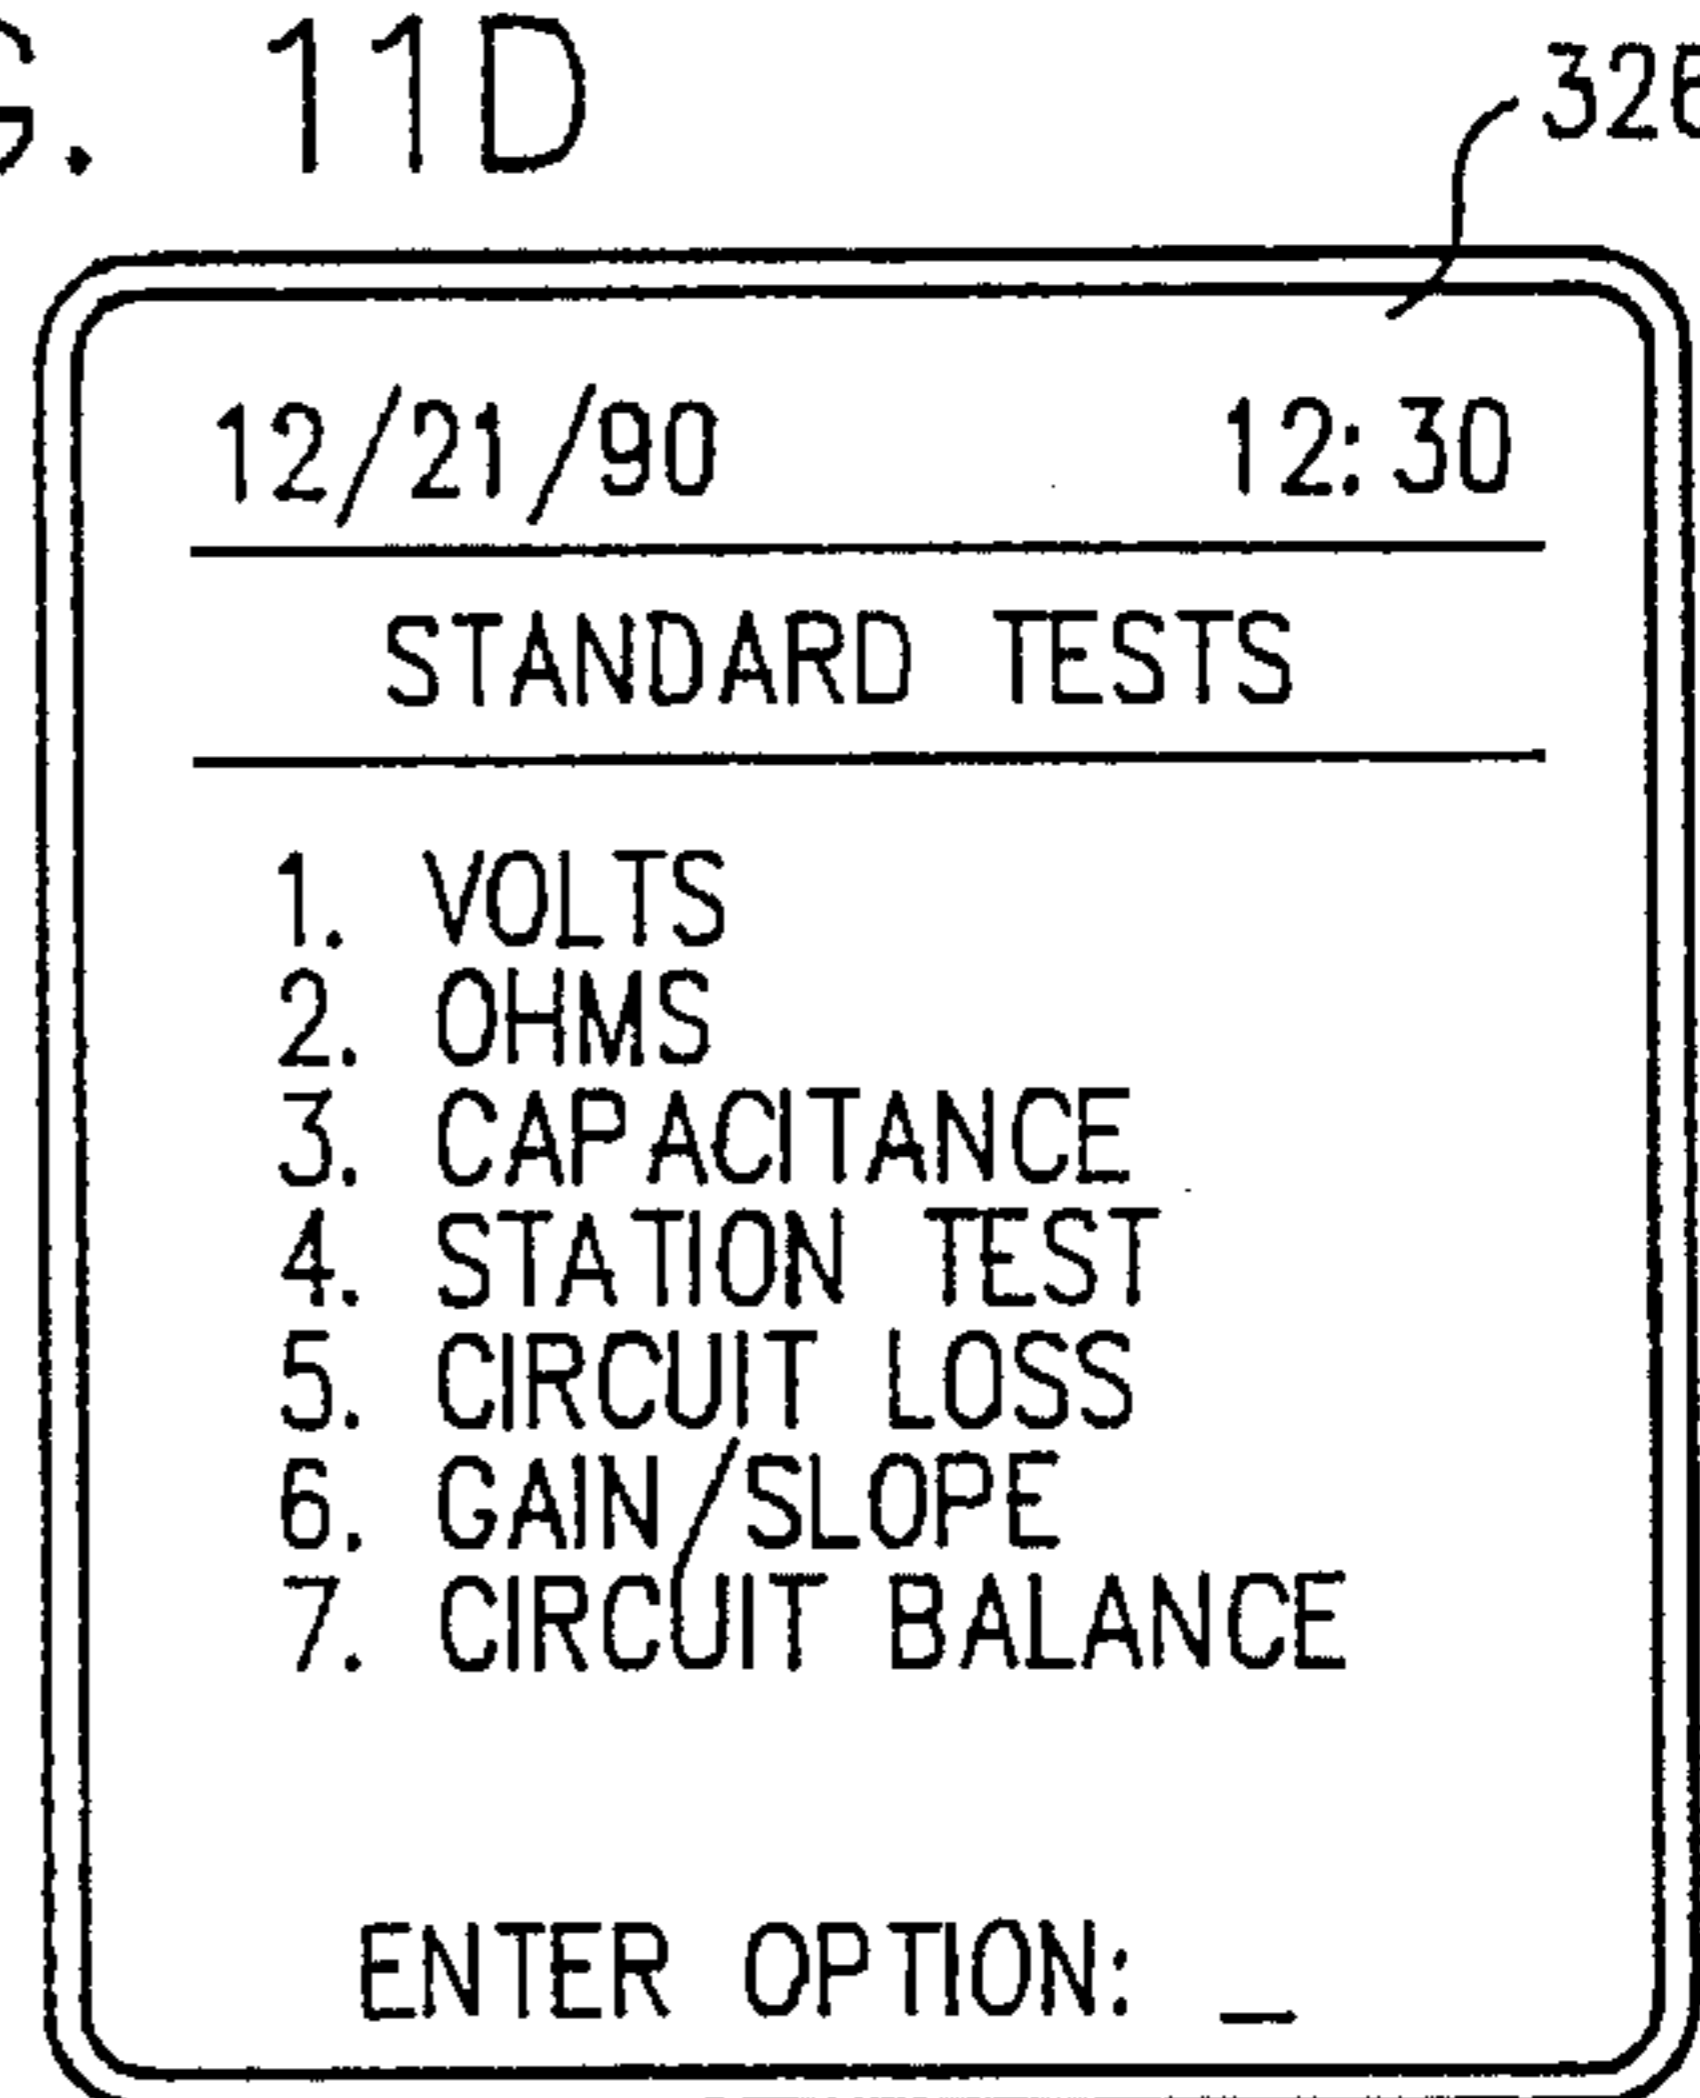 G. 11D
326
12/21/90 12:30
STANDARD TESTS
1. VOLTS
2. OHMS
3. CAPACITANCE
4. STATION TEST
5. CIRCUIT LOSS
6. GAIN/SLOPE
7. CIRCUIT BALANCE
ENTER OPTION: _